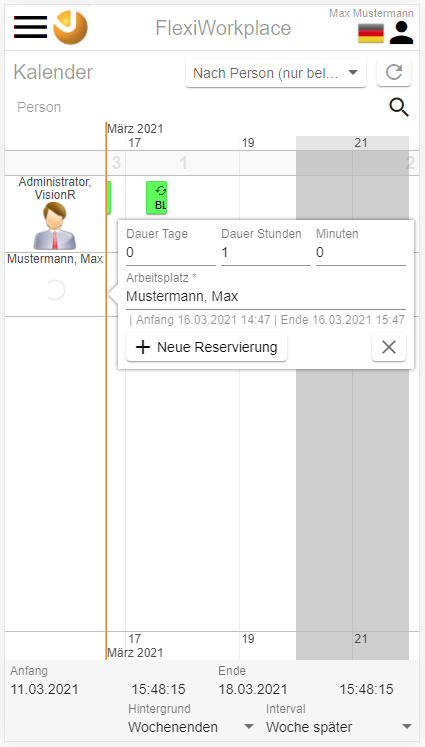 Max Mustermann
FlexiWorkplace
Kalender
Nach Person (nur bel...
Person
März 2021
17 19 21
3 1 2
Administrator,
VisionR
BL
Mustermann, Max
Dauer Tage Dauer Stunden Minuten
0 1 0
Arbeitsplatz *
Mustermann, Max
| Anfang 16.03.2021 14:47 | Ende 16.03.2021 15:47
Neue Reservierung
17 19 21
März 2021
Anfang Ende
11.03.2021 15:48:15 18.03.2021 15:48:15
Hintergrund Interval
Wochenenden Woche später